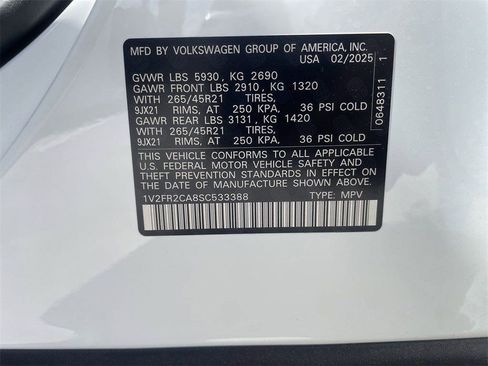 MFD BY VOLKSWAGEN GROUP OF AMERICA, INC.
USA 02/2025
GVWR LBS 5930, KG 2690
GAWR FRONT LBS 2910, KG 1320
WITH 265/45R21 TIRES,
9JX21 RIMS, AT 250 KPA, 36 PSI COLD
GAWR REAR LBS 3131, KG 1420
WITH 265/45R21 TIRES,
9JX21 RIMS, AT 250 KPA, 36 PSI COLD
THIS VEHICLE CONFORMS TO ALL APPLICABLE
U.S. FEDERAL MOTOR VEHICLE SAFETY AND
THEFT PREVENTION STANDARDS IN EFFECT ON THE
DATE OF MANUFACTURE SHOWN ABOVE.
1V2FR2CA8SC533388 TYPE: MPV
0648311 1